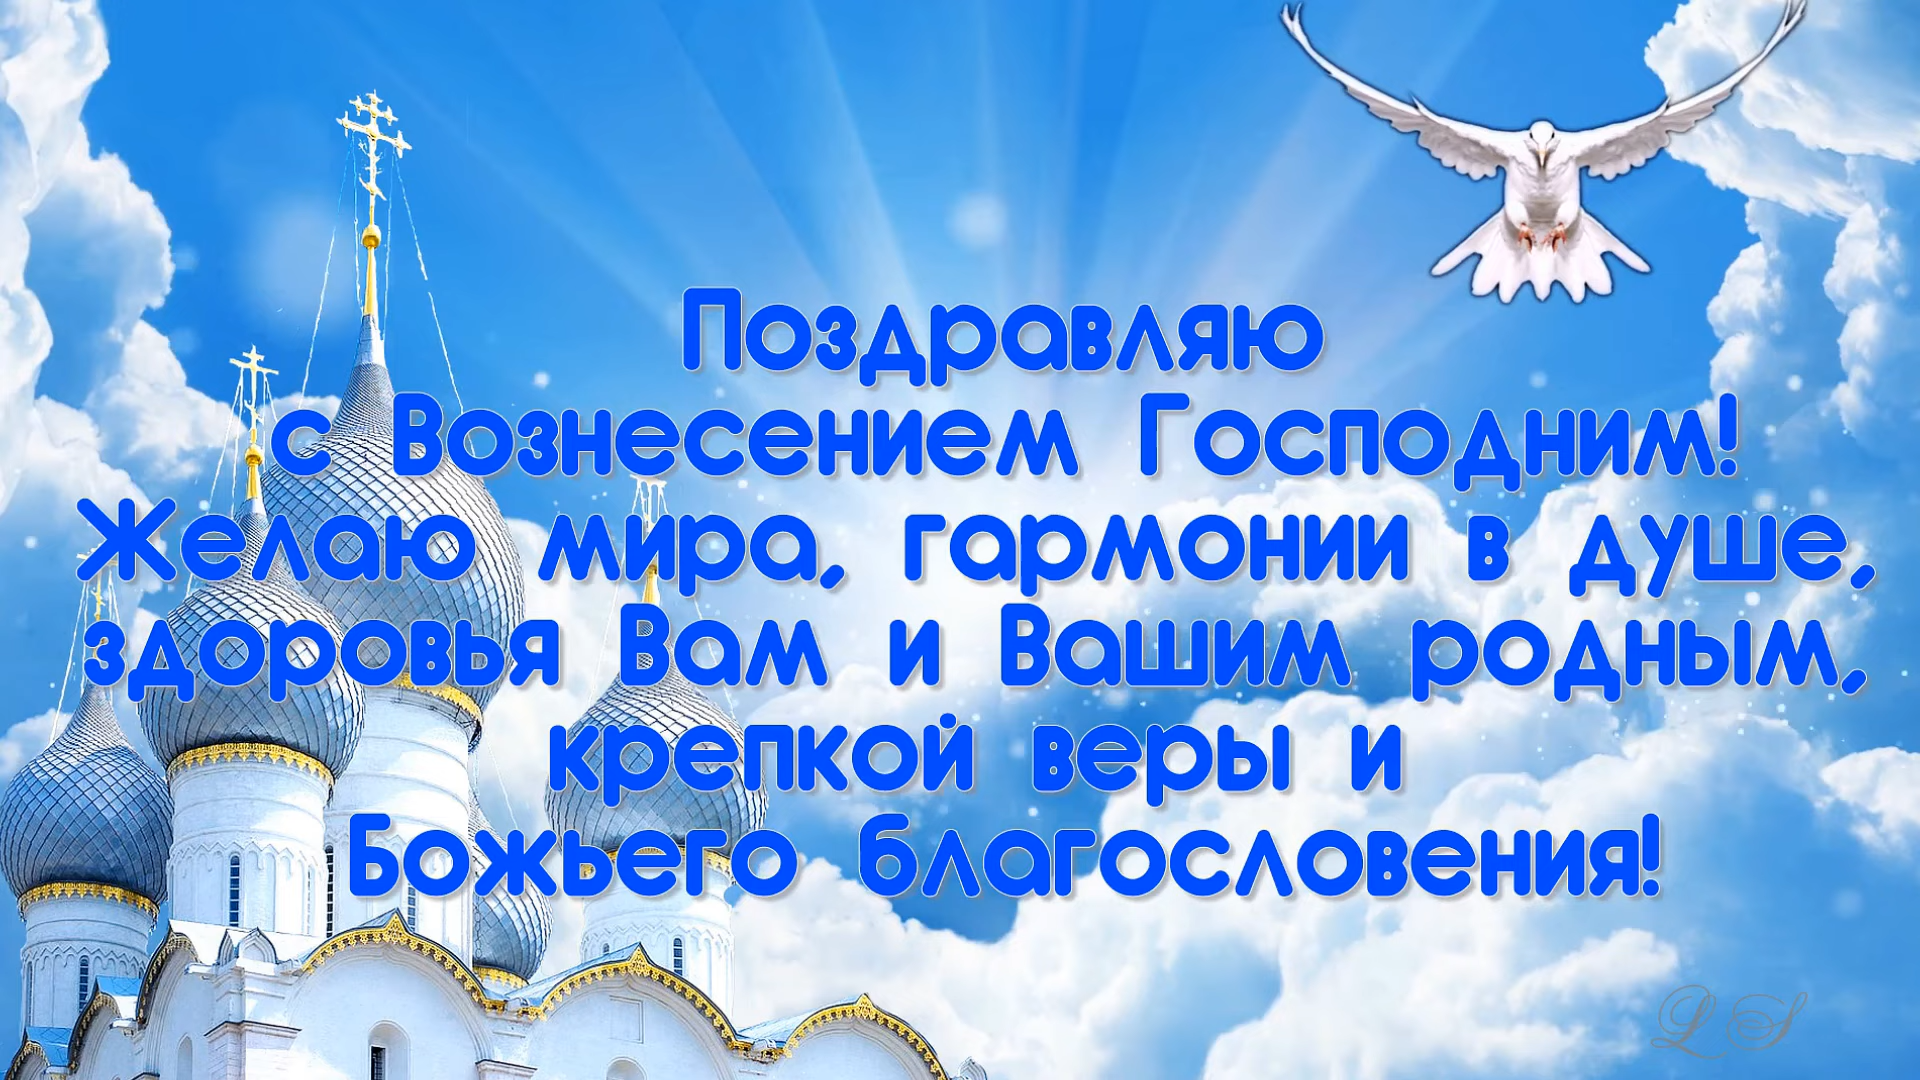 Поздравляю
с Вознесением Господним!
Желаю мира, гармонии в душе,
здоровья Вам и Вашим родным,
крепкой веры и
Божьего благословения!
L S